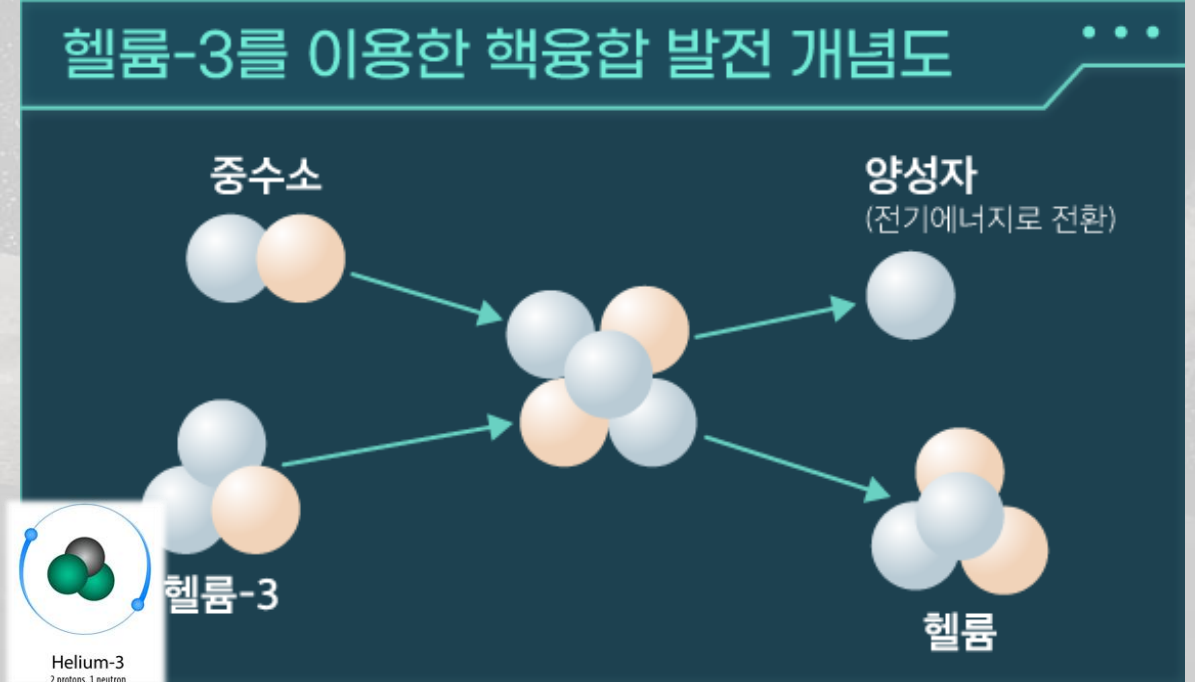 헬륨-3를 이용한 핵융합 발전 개념도
중수소
양성자
(전기에너지로 전환)
헬륨-3
헬륨
Helium-3
2 protons, 1 neutron